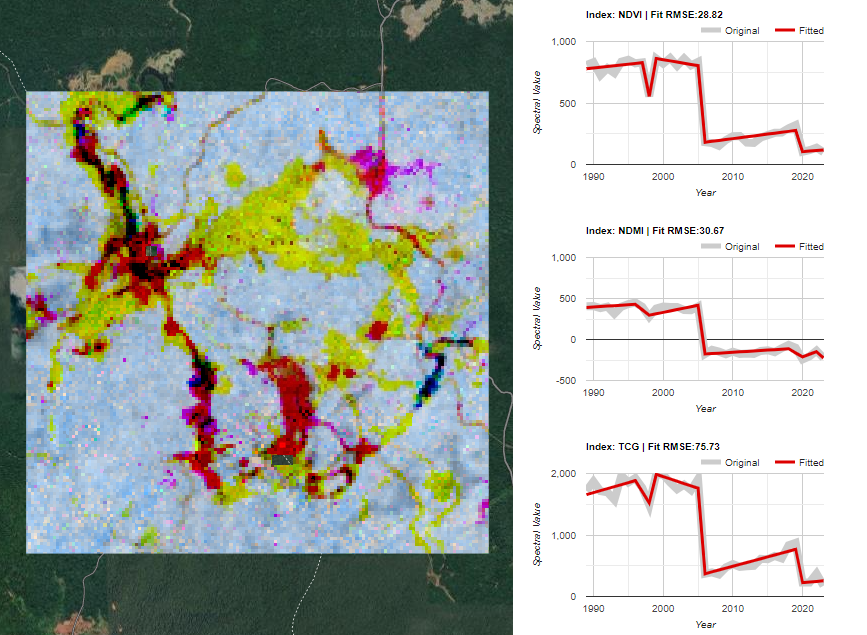 Index: NDVI | Fit RMSE:28.82
Original Fitted
1,000
500
0
Spectral Value
1990 2000 2010 2020
Year
Index: NDMI | Fit RMSE:30.67
Original Fitted
1,000
500
0
-500
Spectral Value
1990 2000 2010 2020
Year
Index: TCG | Fit RMSE:75.73
Original Fitted
2,000
1,000
0
Spectral Value
1990 2000 2010 2020
Year